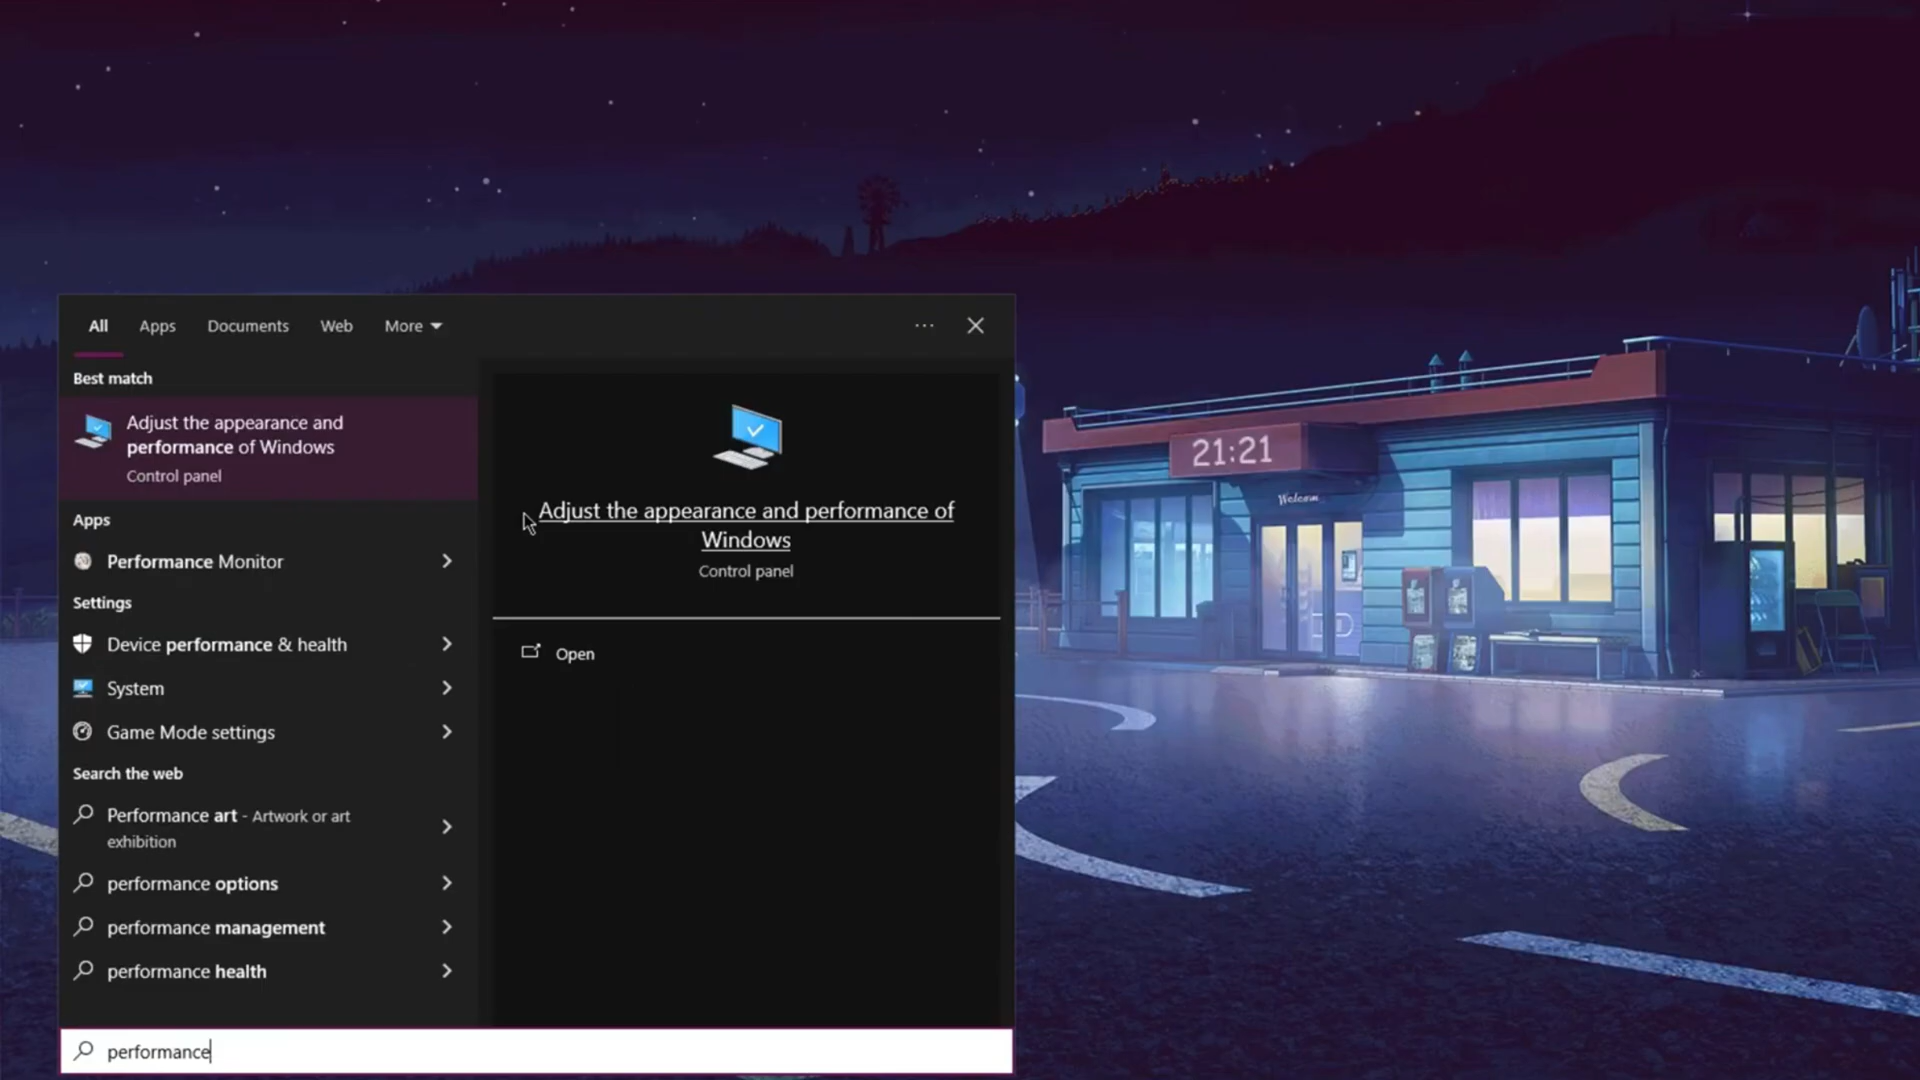 All Apps Documents Web More ...
Best match
Adjust the appearance and
performance of Windows
Control panel
Apps
Performance Monitor
Settings
Device performance & health
System
Game Mode settings
Search the web
Performance art - Artwork or art
exhibition
performance options
performance management
performance health
performance
Adjust the appearance and performance of
Windows
Control panel
Open
21:21
Welcome